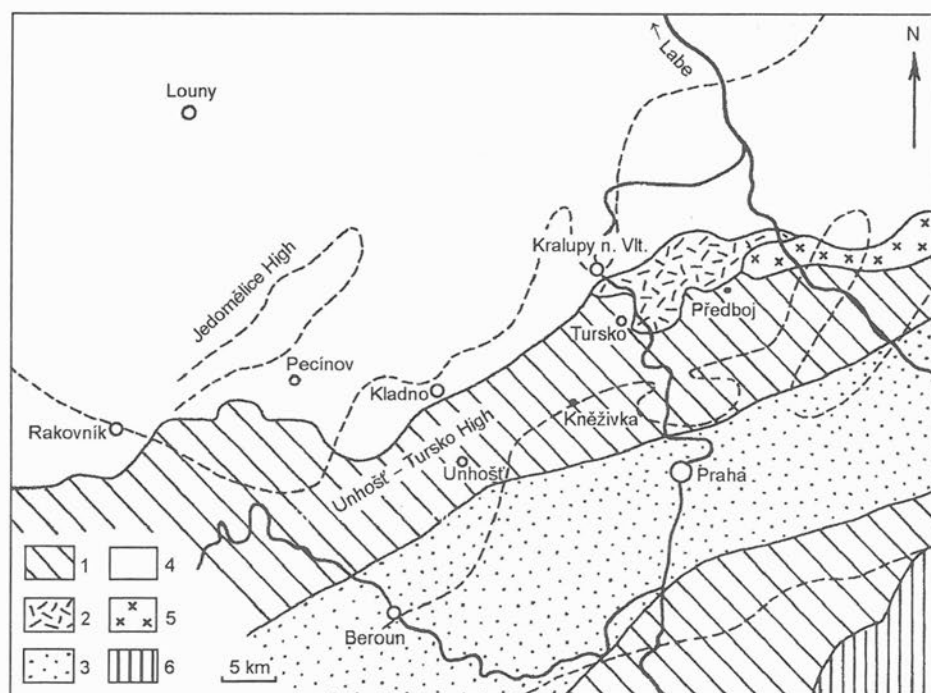 ← Labe
N
Louny
Jedomělice High
Kralupy n. Vlt.
Předboj
Tursko
Pecínov
Kladno
Kněživka
Rakovník
Unhošť – Tursko High
Unhošť
Praha
1 4
2 5
3 6
Beroun
5 km